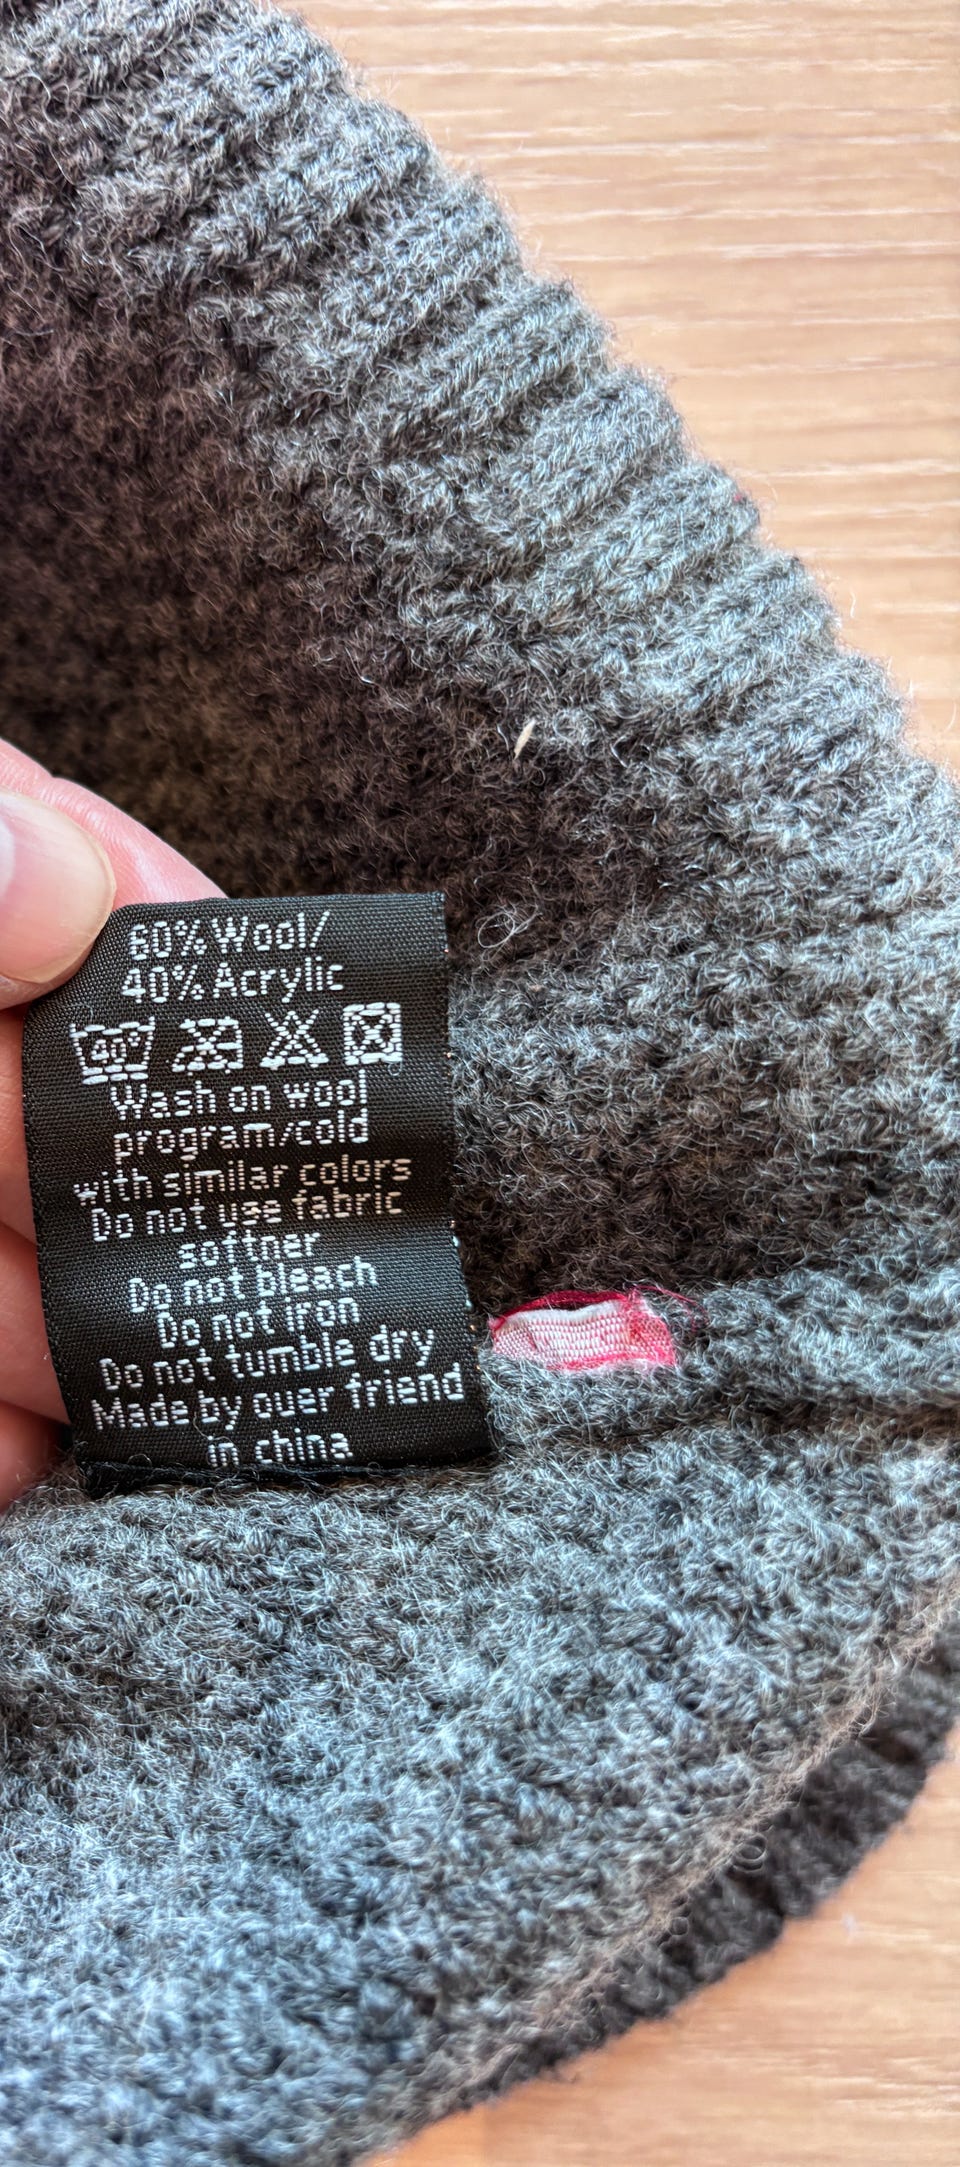 60% Wool/
40% Acrylic
40°
Wash on wool
program/cold
with similar colors
Do not use fabric
softner
Do not bleach
Do not iron
Do not tumble dry
Made by ouer friend
in china